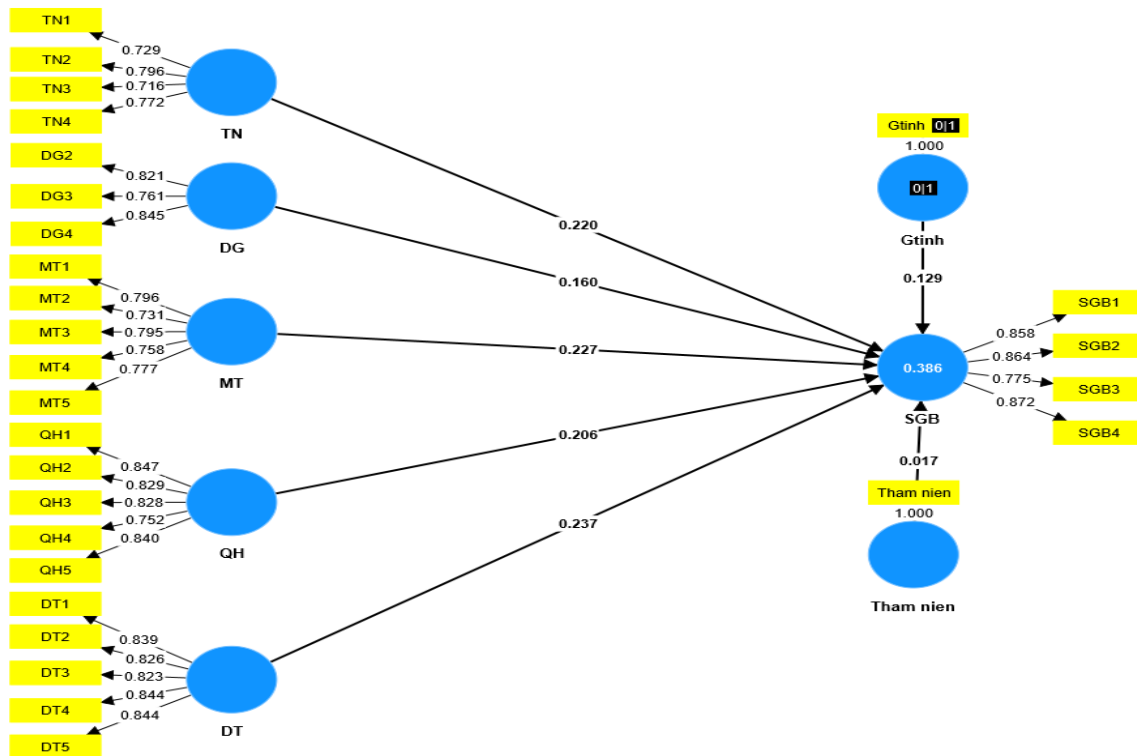 TN1
0.729
TN2
0.796
TN3
0.716
TN4
0.772
TN
DG2
0.821
DG3
0.761
DG4
0.845
DG
MT1
0.796
MT2
0.731
MT3
0.795
MT4
0.758
MT5
0.777
MT
QH1
0.847
QH2
0.829
QH3
0.828
QH4
0.752
QH5
0.840
QH
DT1
0.839
DT2
0.826
DT3
0.823
DT4
0.844
DT5
0.844
DT
0.220
0.160
0.227
0.206
0.237
Gtinh 0|1
1.000
0|1
Gtinh
0.129
0.386
SGB
0.017
Tham nien
1.000
Tham nien
0.858
SGB1
0.864
SGB2
0.775
SGB3
0.872
SGB4